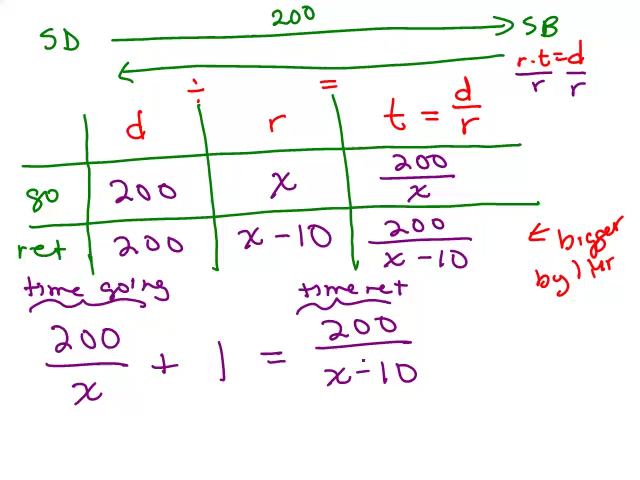 200
SD SB
r·t=d
r r
÷ =
d r t = d/r
go 200 x 200/x
ret 200 x-10 200/x-10
← bigger
by 1 Hr
time going time ret
200/x + 1 = 200/x-10